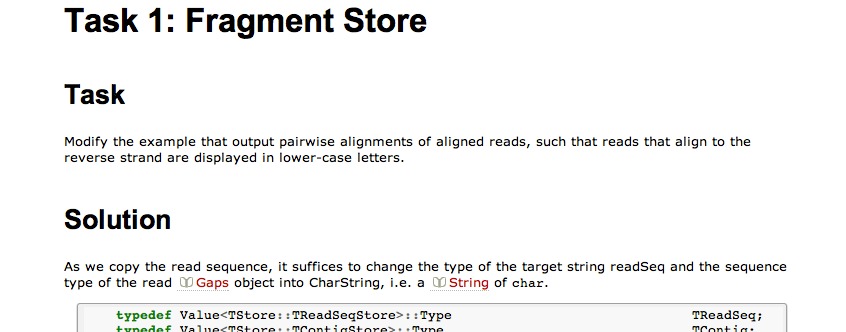 Task 1: Fragment Store
Task
Modify the example that output pairwise alignments of aligned reads, such that reads that align to the
reverse strand are displayed in lower-case letters.
Solution
As we copy the read sequence, it suffices to change the type of the target string readSeq and the sequence
type of the read Gaps object into CharString, i.e. a String of char.
typedef Value<TStore::TReadSeqStore>::Type TReadSeq;
typedef Value<TStore::TContigStore>::Type TContig;